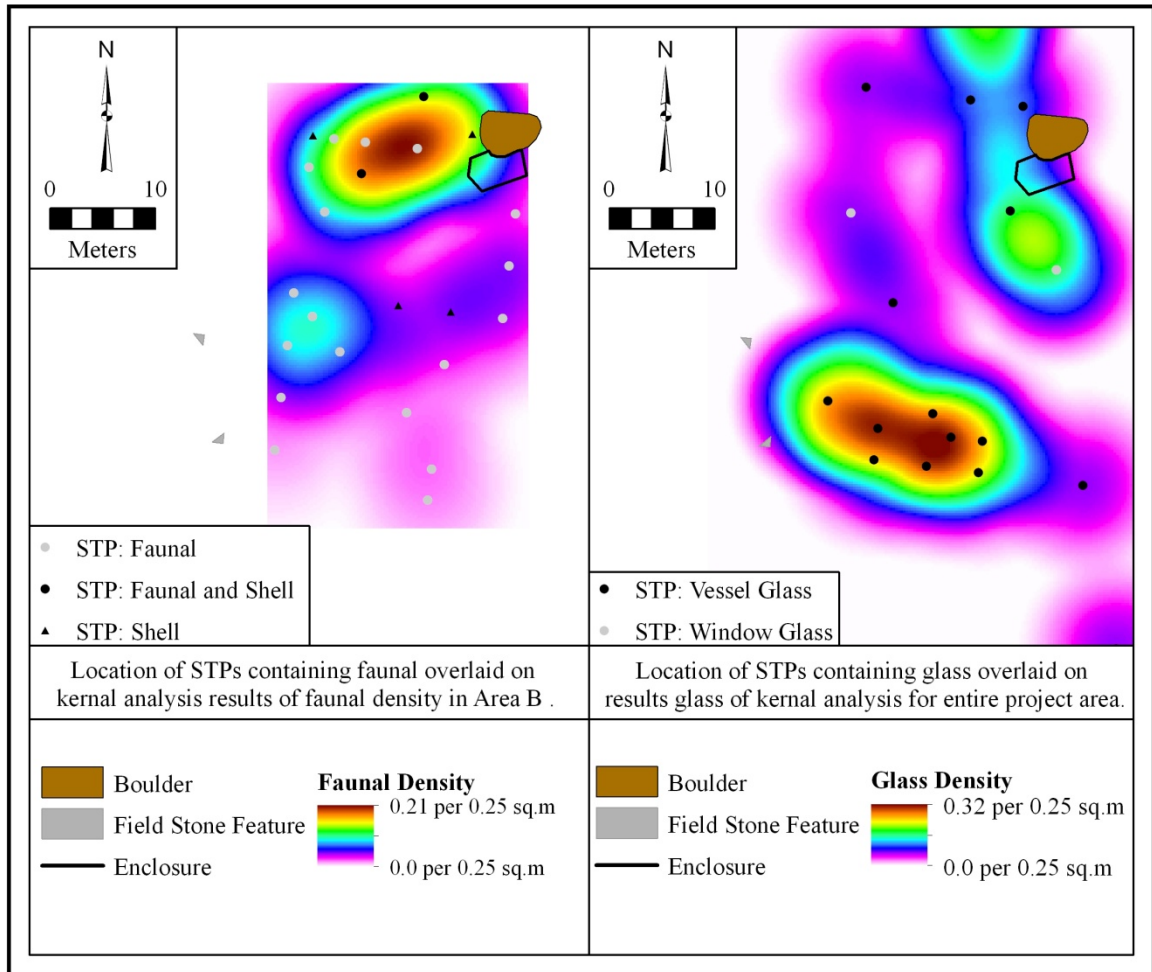 N
0 10
Meters
STP: Faunal
STP: Faunal and Shell
STP: Shell
Location of STPs containing faunal overlaid on
kernal analysis results of faunal density in Area B .
Boulder
Field Stone Feature
Enclosure
Faunal Density
0.21 per 0.25 sq.m
0.0 per 0.25 sq.m
N
0 10
Meters
STP: Vessel Glass
STP: Window Glass
Location of STPs containing glass overlaid on
results glass of kernal analysis for entire project area.
Boulder
Field Stone Feature
Enclosure
Glass Density
0.32 per 0.25 sq.m
0.0 per 0.25 sq.m